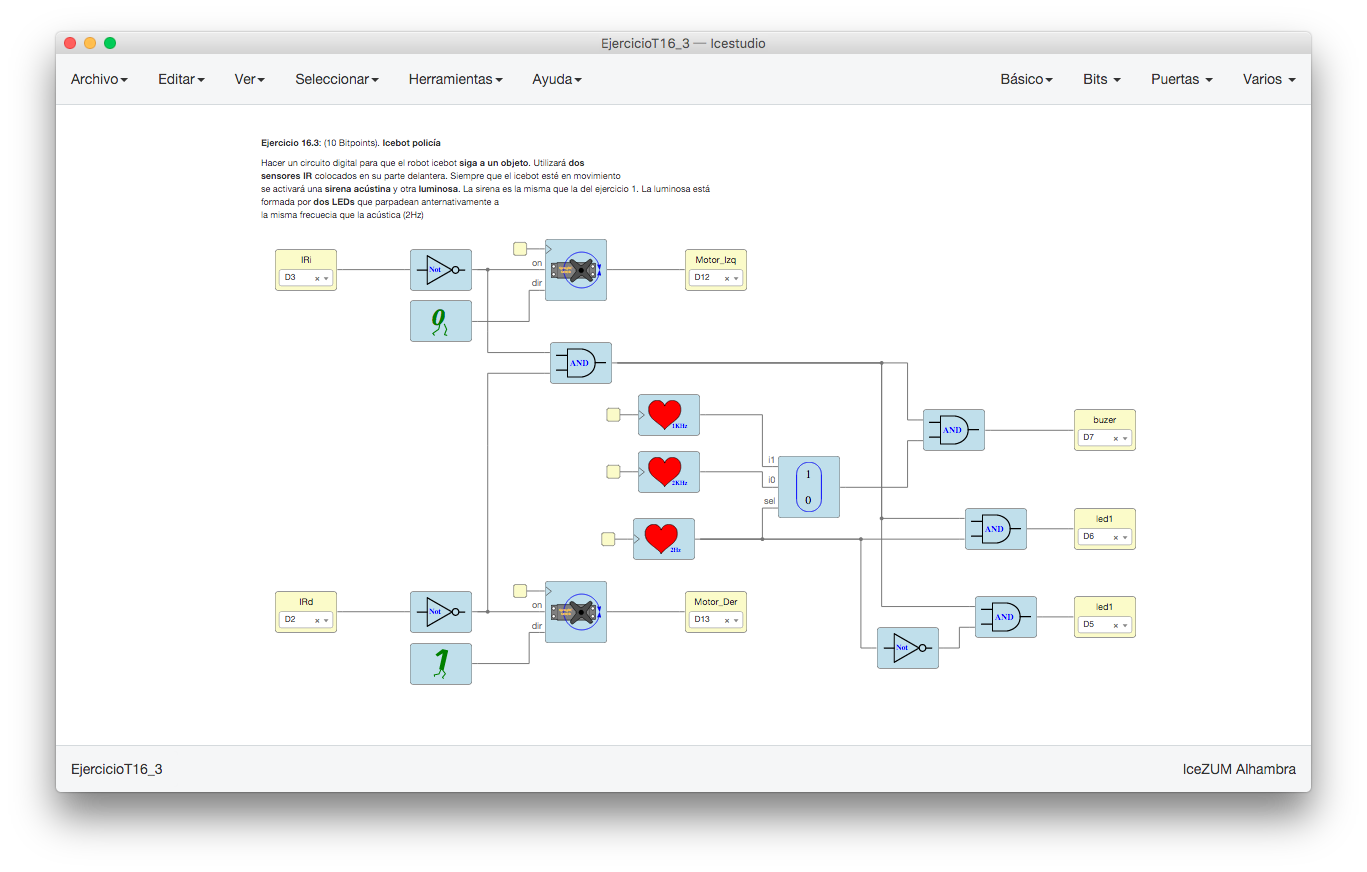 EjercicioT16_3 — Icestudio
Archivo Editar Ver Seleccionar Herramientas Ayuda Básico Bits Puertas Varios
Ejercicio 16.3: (10 Bitpoints). Icebot policía
Hacer un circuito digital para que el robot icebot siga a un objeto. Utilizará dos
sensores IR colocados en su parte delantera. Siempre que el icebot esté en movimiento
se activará una sirena acústina y otra luminosa. La sirena es la misma que la del ejercicio 1. La luminosa está
formada por dos LEDs que parpadean anternativamente a
la misma frecuecia que la acústica (2Hz)
IRi
D3
Not
on
dir
Motor_Izq
D12
0
AND
1KHz
2KHz
2Hz
i1
i0
sel
1
0
AND
buzer
D7
AND
led1
D6
IRd
D2
Not
on
dir
Motor_Der
D13
1
Not
AND
led1
D5
EjercicioT16_3
IceZUM Alhambra